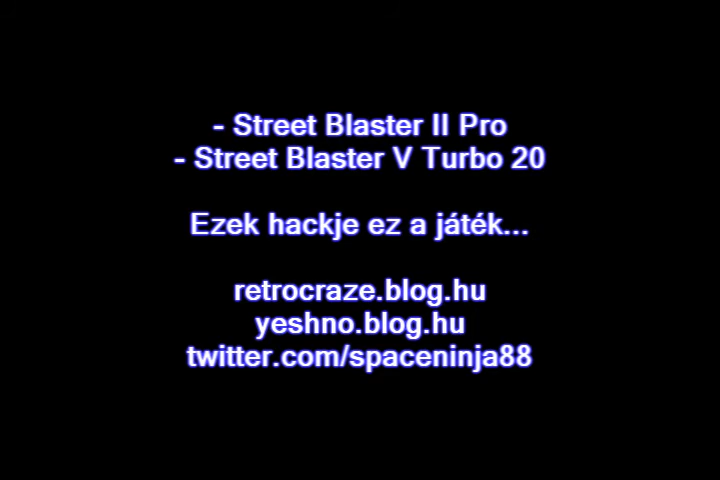 - Street Blaster II Pro
- Street Blaster V Turbo 20
Ezek hackje ez a játék...
retrocraze.blog.hu
yeshno.blog.hu
twitter.com/spaceninja88